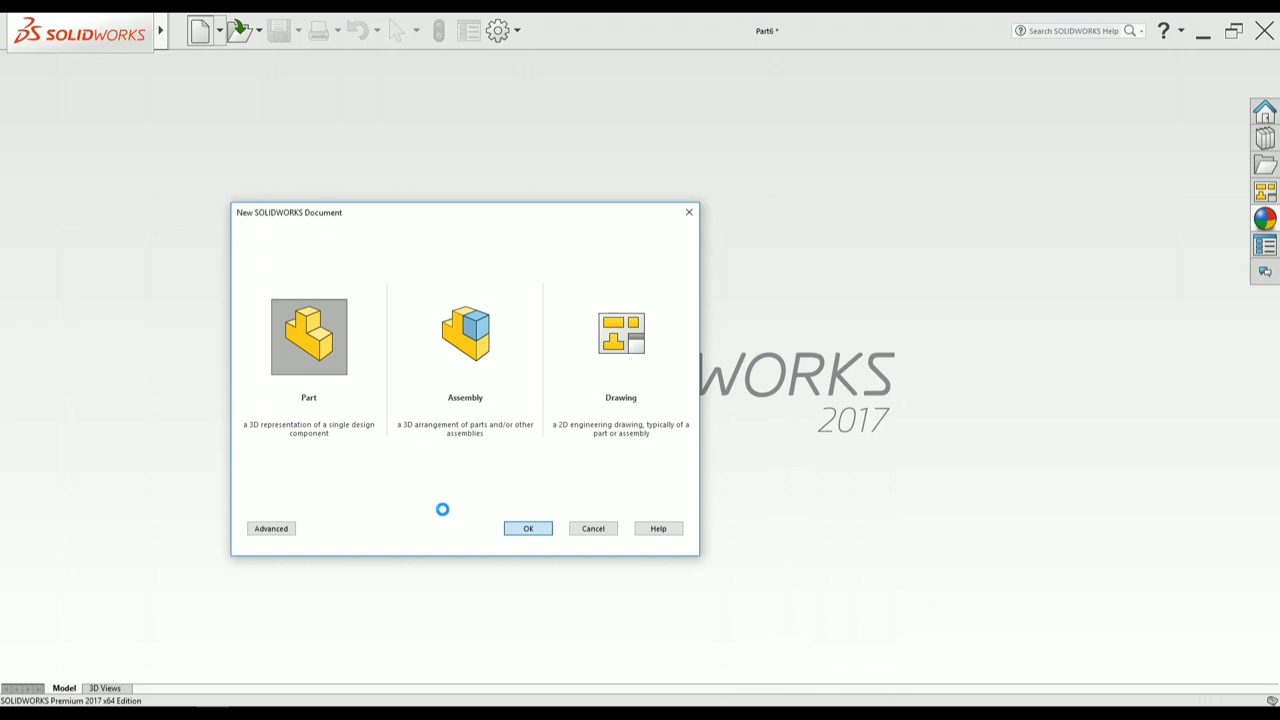 SOLIDWORKS
Part6 *
Search SOLIDWORKS Help
?
New SOLIDWORKS Document
Part
Assembly
Drawing
a 3D representation of a single design
component
a 3D arrangement of parts and/or other
assemblies
a 2D engineering drawing, typically of a
part or assembly
WORKS
2017
Advanced
OK
Cancel
Help
Model
3D Views
SOLIDWORKS Premium 2017 x64 Edition